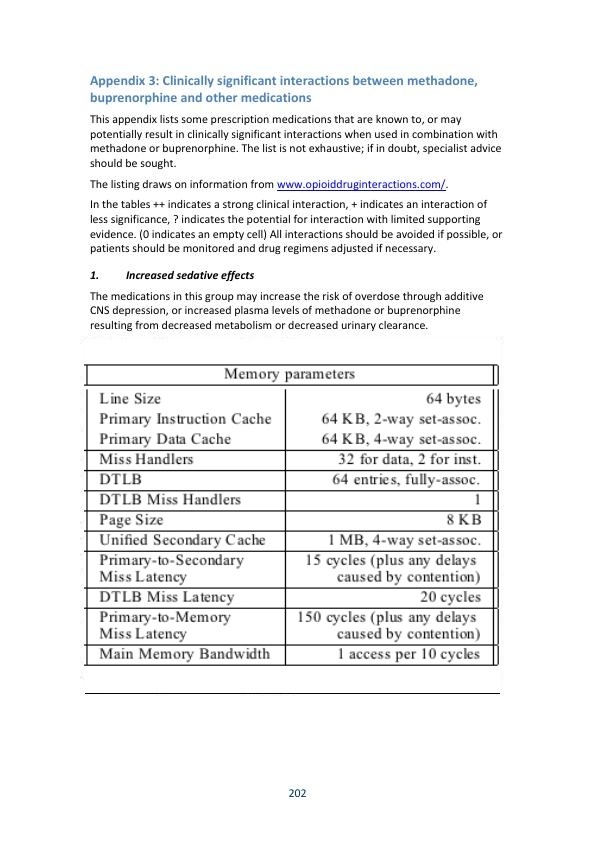 Appendix 3: Clinically significant interactions between methadone,
buprenorphine and other medications
This appendix lists some prescription medications that are known to, or may
potentially result in clinically significant interactions when used in combination with
methadone or buprenorphine. The list is not exhaustive; if in doubt, specialist advice
should be sought.
The listing draws on information from www.opioiddruginteractions.com/.
In the tables ++ indicates a strong clinical interaction, + indicates an interaction of
less significance, ? indicates the potential for interaction with limited supporting
evidence. (0 indicates an empty cell) All interactions should be avoided if possible, or
patients should be monitored and drug regimens adjusted if necessary.
1. Increased sedative effects
The medications in this group may increase the risk of overdose through additive
CNS depression, or increased plasma levels of methadone or buprenorphine
resulting from decreased metabolism or decreased urinary clearance.
Memory parameters
Line Size 64 bytes
Primary Instruction Cache 64 KB, 2-way set-assoc.
Primary Data Cache 64 KB, 4-way set-assoc.
Miss Handlers 32 for data, 2 for inst.
DTLB 64 entries, fully-assoc.
DTLB Miss Handlers 1
Page Size 8 KB
Unified Secondary Cache 1 MB, 4-way set-assoc.
Primary-to-Secondary 15 cycles (plus any delays
Miss Latency caused by contention)
DTLB Miss Latency 20 cycles
Primary-to-Memory 150 cycles (plus any delays
Miss Latency caused by contention)
Main Memory Bandwidth 1 access per 10 cycles
202